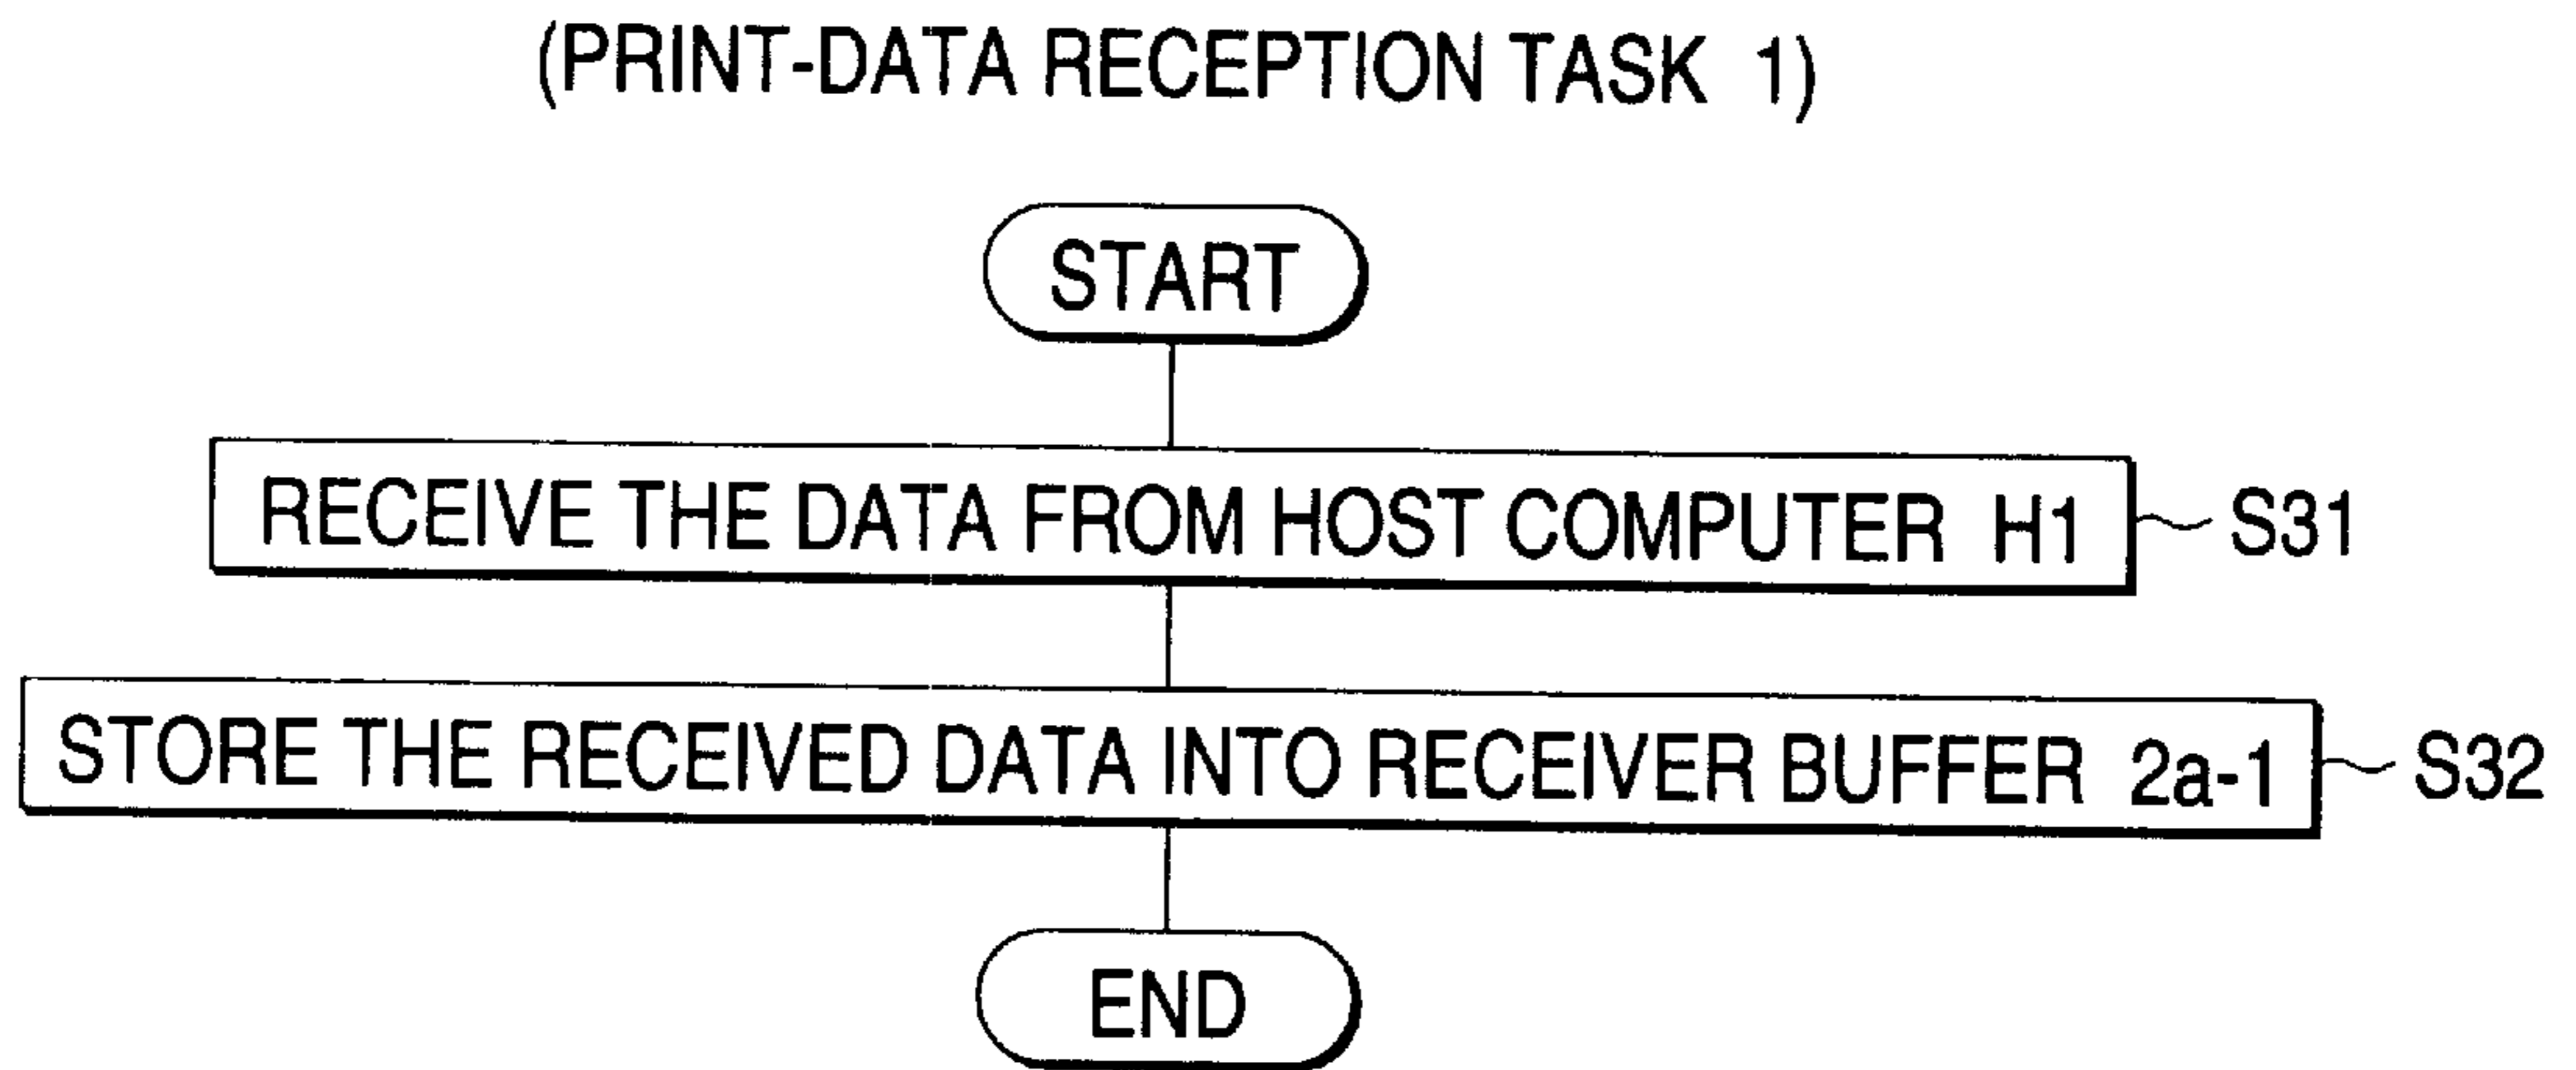 (PRINT-DATA RECEPTION TASK 1)
START
RECEIVE THE DATA FROM HOST COMPUTER H1
S31
STORE THE RECEIVED DATA INTO RECEIVER BUFFER 2a-1
S32
END